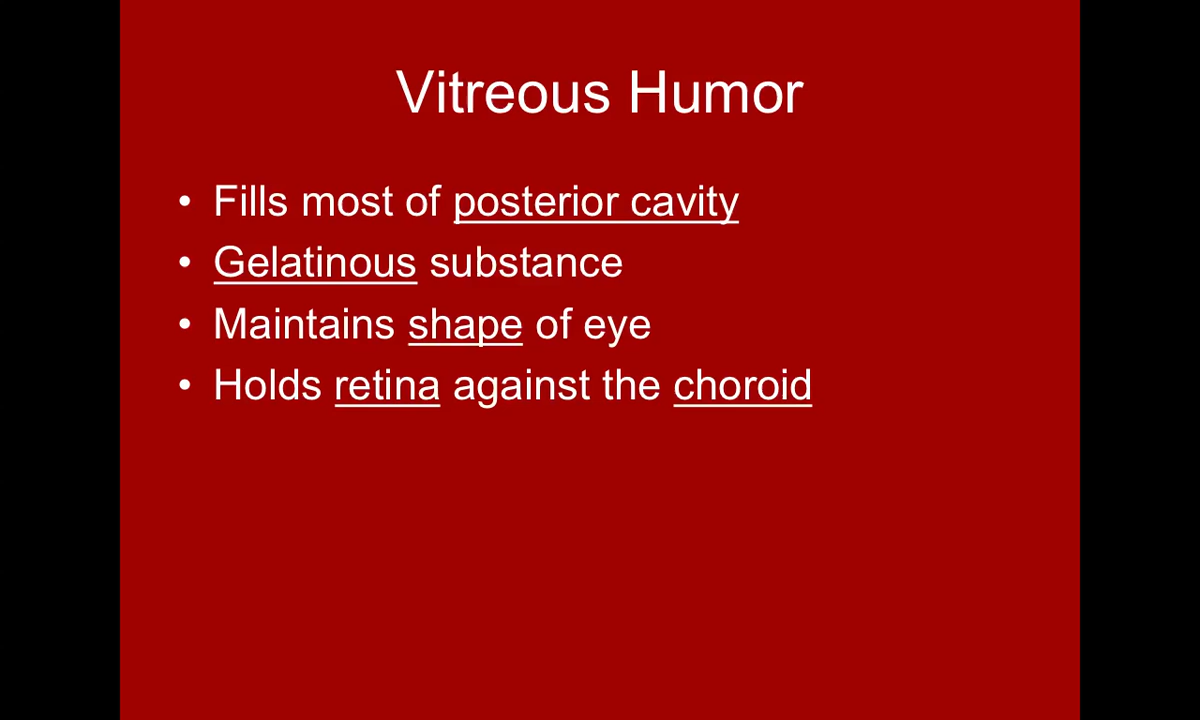 Vitreous Humor
• Fills most of posterior cavity
• Gelatinous substance
• Maintains shape of eye
• Holds retina against the choroid